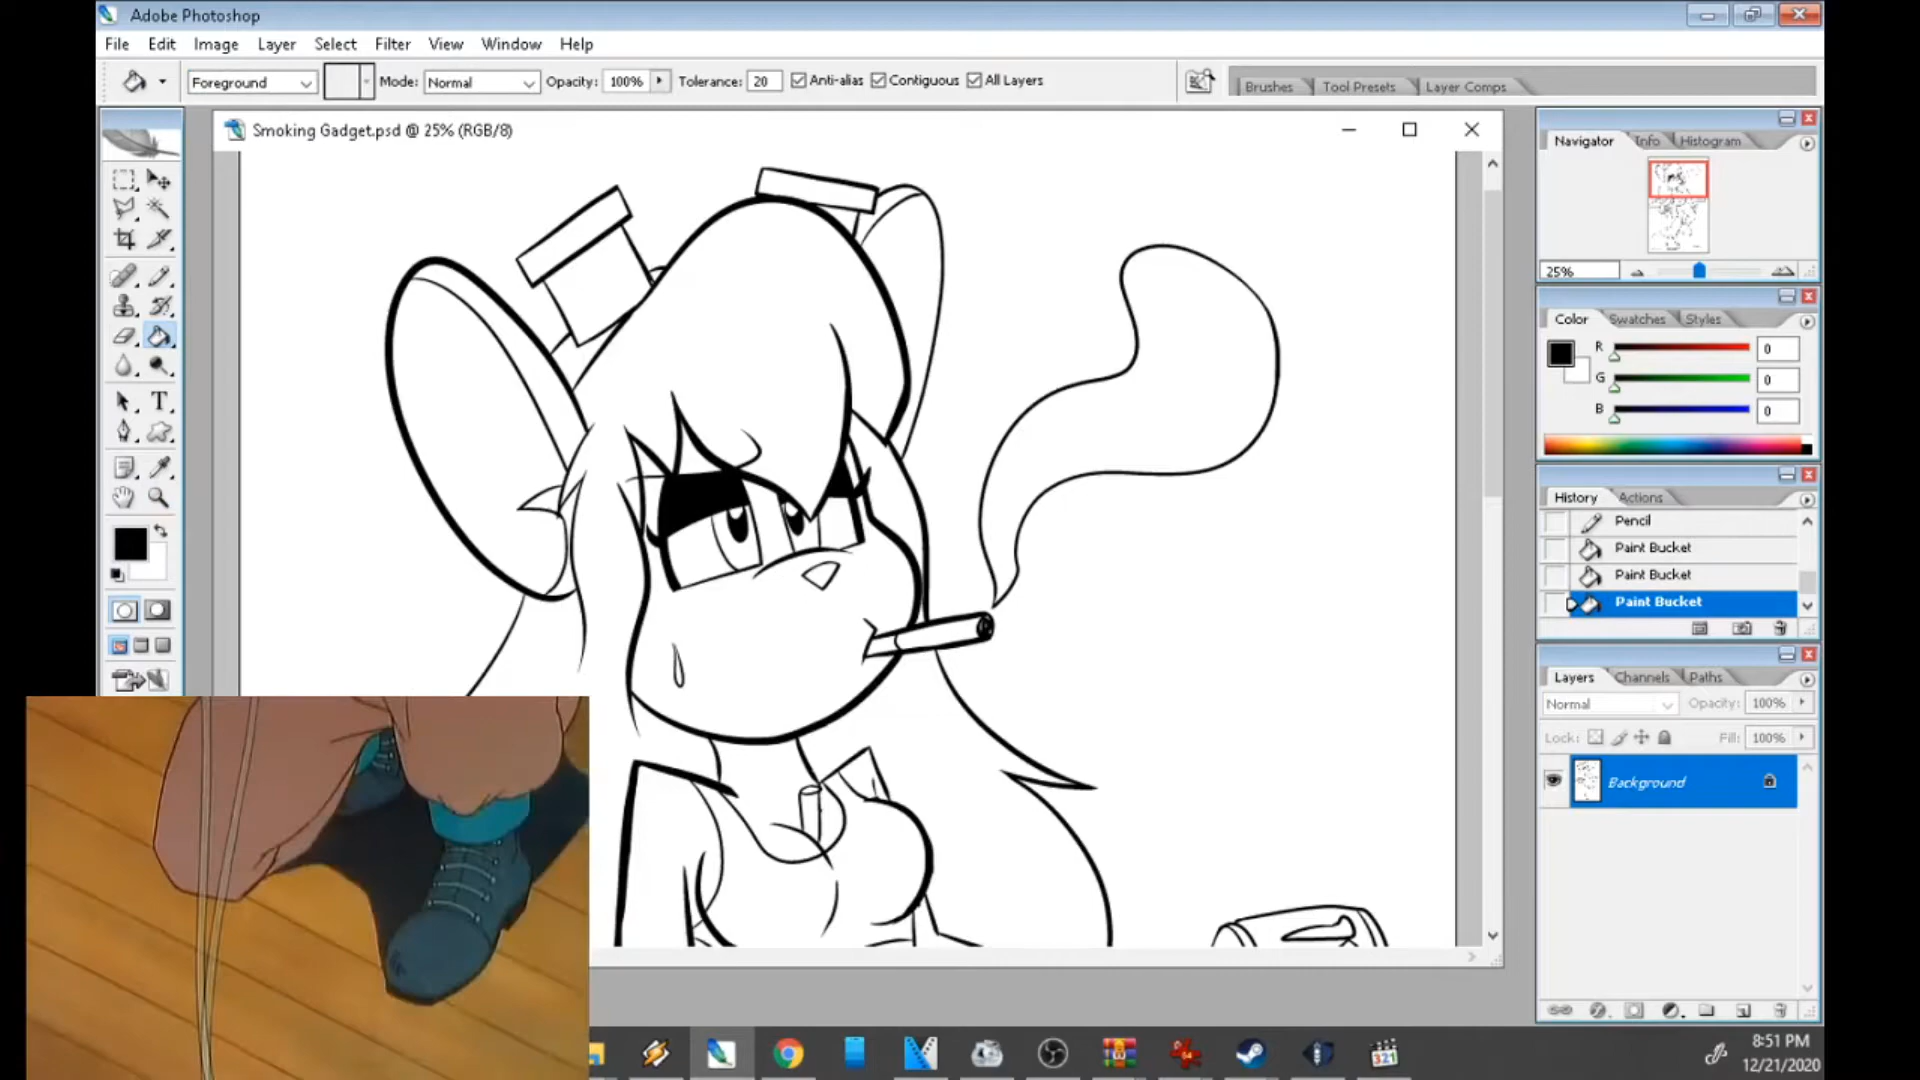 Adobe Photoshop
File Edit Image Layer Select Filter View Window Help
Foreground Mode: Normal Opacity: 100% Tolerance: 20 Anti-alias Contiguous All Layers Brushes Tool Presets Layer Comps
Smoking Gadget.psd @ 25% (RGB/8)
Navigator Info Histogram
25%
Color Swatches Styles
R 0
G 0
B 0
History Actions
Pencil
Paint Bucket
Paint Bucket
Paint Bucket
Layers Channels Paths
Normal Opacity: 100%
Lock: Fill: 100%
Background
321
8:51 PM
12/21/2020